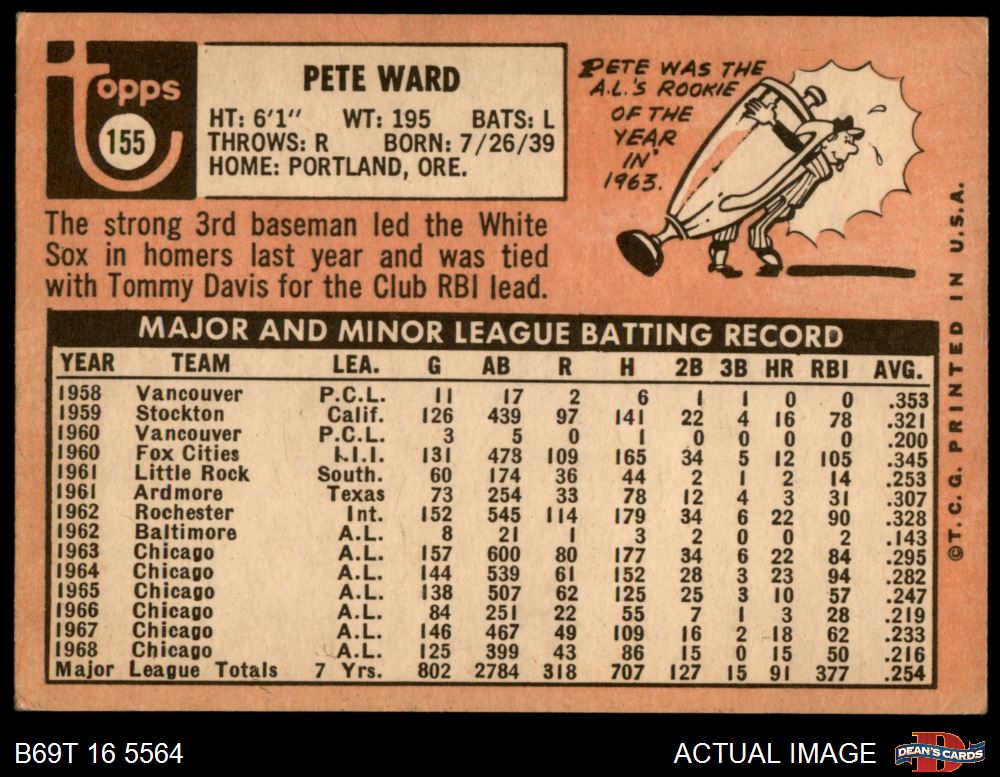 topps
155
PETE WARD
HT: 6'1" WT: 195 BATS: L
THROWS: R BORN: 7/26/39
HOME: PORTLAND, ORE.
PETE WAS THE
A.L.'S ROOKIE
OF THE
YEAR
IN
1963.
The strong 3rd baseman led the White
Sox in homers last year and was tied
with Tommy Davis for the Club RBI lead.
MAJOR AND MINOR LEAGUE BATTING RECORD
YEAR TEAM LEA. G AB R H 2B 3B HR RBI AVG.
1958 Vancouver P.C.L. 11 17 2 6 1 1 0 0 .353
1959 Stockton Calif. 126 439 97 141 22 4 16 78 .321
1960 Vancouver P.C.L. 3 5 0 1 0 0 0 0 .200
1960 Fox Cities I.I.I. 131 478 109 165 34 5 12 105 .345
1961 Little Rock South. 60 174 36 44 2 1 2 14 .253
1961 Ardmore Texas 73 254 33 78 12 4 3 31 .307
1962 Rochester Int. 152 545 114 179 34 6 22 90 .328
1962 Baltimore A.L. 8 21 1 3 2 0 0 2 .143
1963 Chicago A.L. 157 600 80 177 34 6 22 84 .295
1964 Chicago A.L. 144 539 61 152 28 3 23 94 .282
1965 Chicago A.L. 138 507 62 125 25 3 10 57 .247
1966 Chicago A.L. 84 251 22 55 7 1 3 28 .219
1967 Chicago A.L. 146 467 49 109 16 2 18 62 .233
1968 Chicago A.L. 125 399 43 86 15 0 15 50 .216
Major League Totals 7 Yrs. 802 2784 318 707 127 15 91 377 .254
©T. C. G. PRINTED IN U.S.A.
B69T 16 5564
ACTUAL IMAGE
D
DEAN'S CARDS